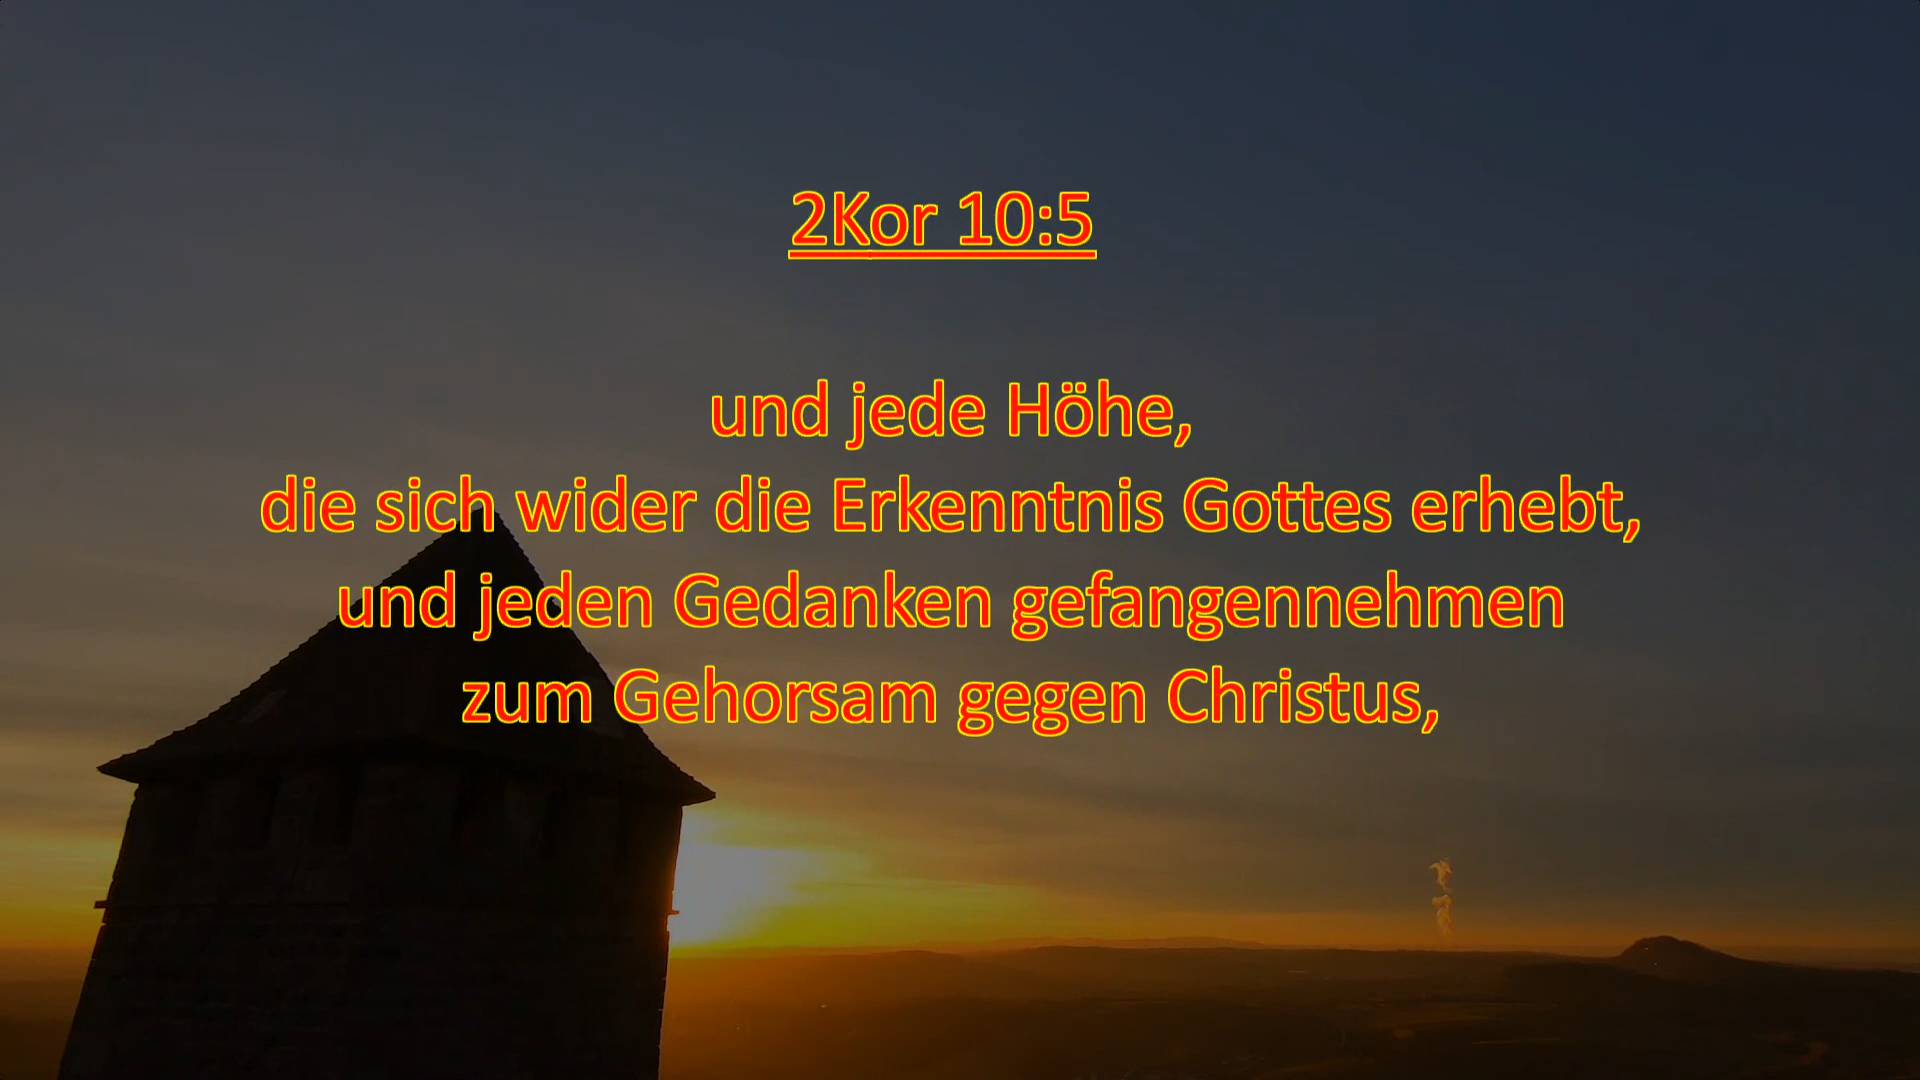 2Kor 10:5
und jede Höhe,
die sich wider die Erkenntnis Gottes erhebt,
und jeden Gedanken gefangennehmen
zum Gehorsam gegen Christus,